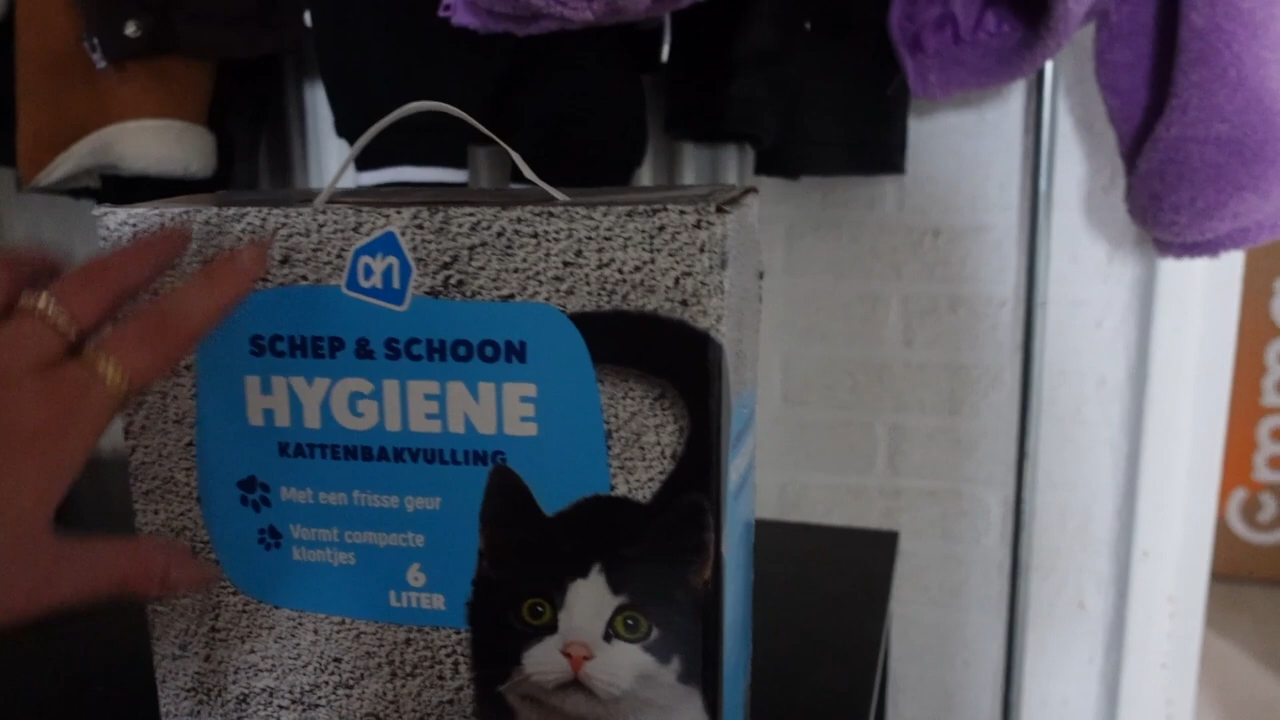 ah
SCHEP & SCHOON
HYGIENE
KATTENBAKVULLING
Met een frisse geur
Vormt compacte
klontjes
6
LITER